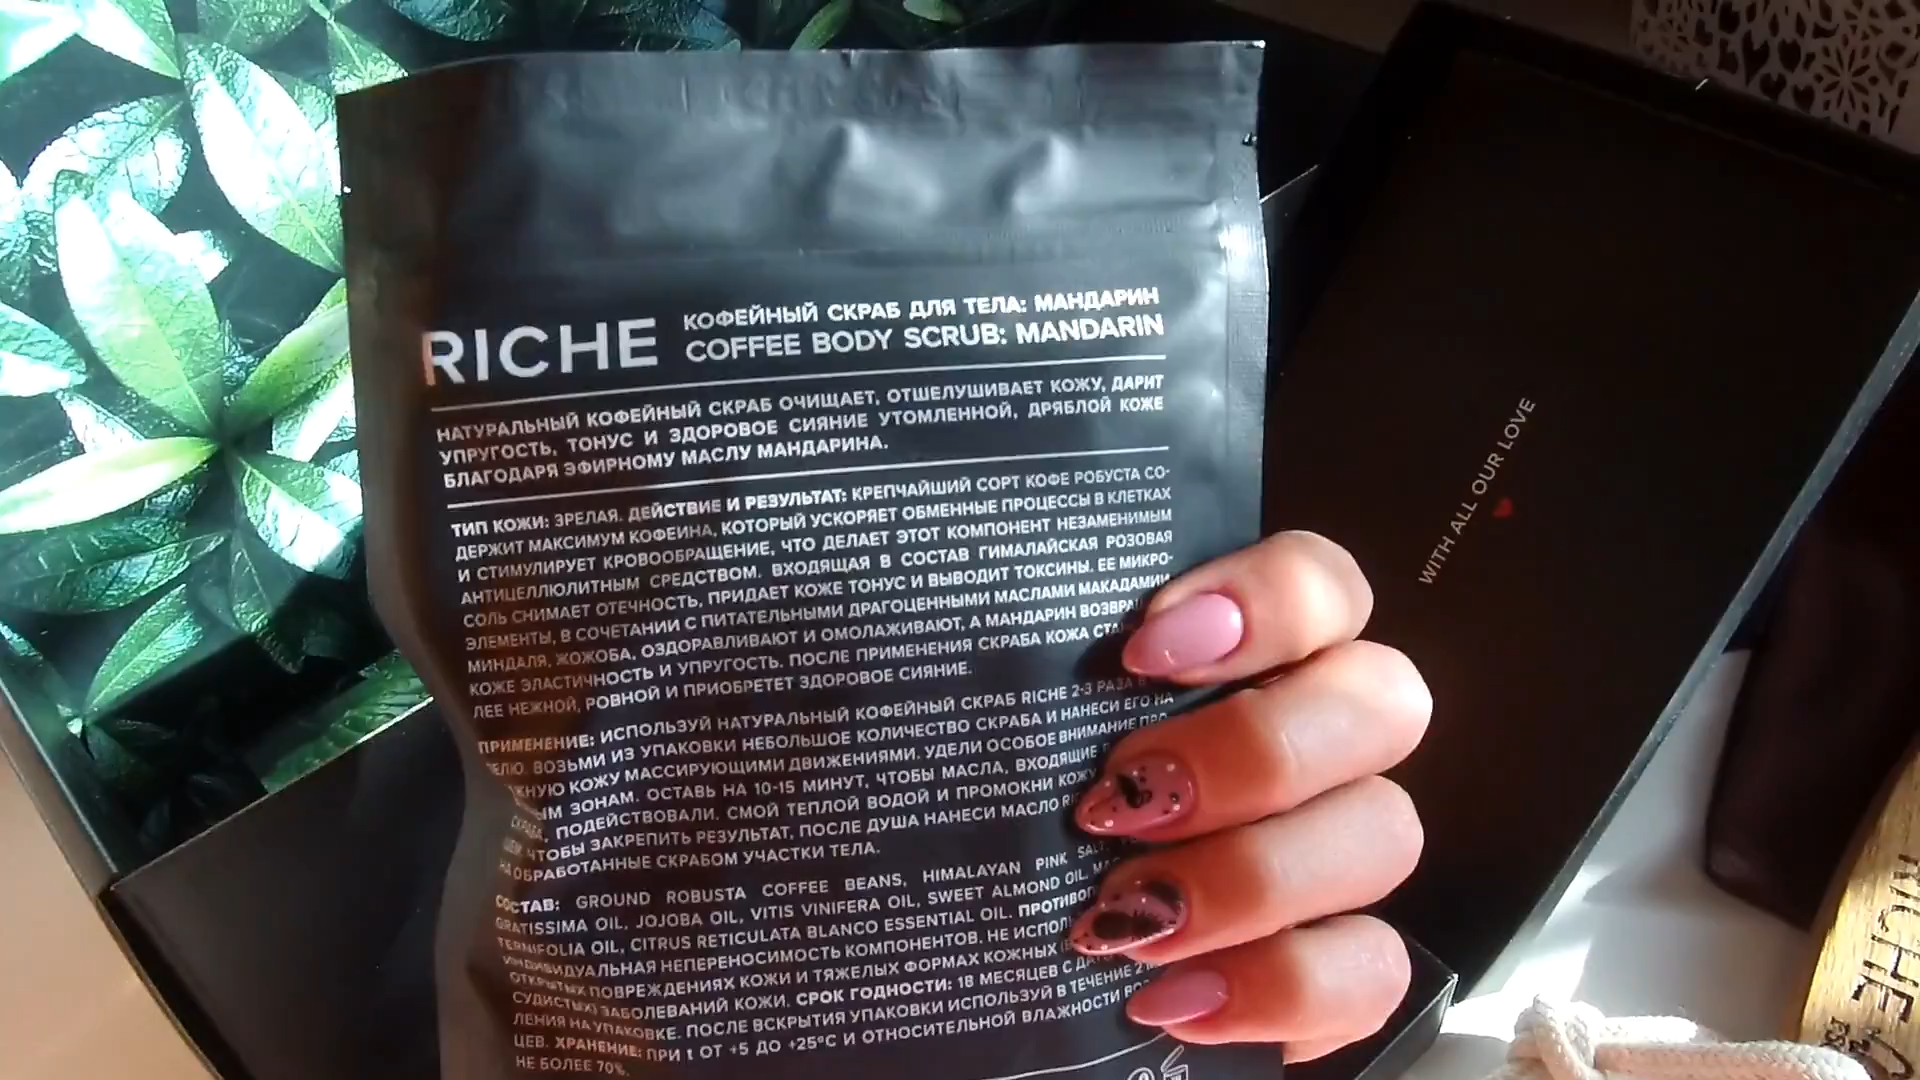 RICHE
КОФЕЙНЫЙ СКРАБ ДЛЯ ТЕЛА: МАНДАРИН
COFFEE BODY SCRUB: MANDARIN
НАТУРАЛЬНЫЙ КОФЕЙНЫЙ СКРАБ ОЧИЩАЕТ, ОТШЕЛУШИВАЕТ КОЖУ, ДАРИТ
УПРУГОСТЬ, ТОНУС И ЗДОРОВОЕ СИЯНИЕ УТОМЛЕННОЙ, ДРЯБЛОЙ КОЖЕ
БЛАГОДАРЯ ЭФИРНОМУ МАСЛУ МАНДАРИНА.
ТИП КОЖИ: ЗРЕЛАЯ. ДЕЙСТВИЕ И РЕЗУЛЬТАТ: КРЕПЧАЙШИЙ СОРТ КОФЕ РОБУСТА СО-
ДЕРЖИТ МАКСИМУМ КОФЕИНА, КОТОРЫЙ УСКОРЯЕТ ОБМЕННЫЕ ПРОЦЕССЫ В КЛЕТКАХ
И СТИМУЛИРУЕТ КРОВООБРАЩЕНИЕ, ЧТО ДЕЛАЕТ ЭТОТ КОМПОНЕНТ НЕЗАМЕНИМЫМ
АНТИЦЕЛЛЮЛИТНЫМ СРЕДСТВОМ. ВХОДЯЩАЯ В СОСТАВ ГИМАЛАЙСКАЯ РОЗОВАЯ
СОЛЬ СНИМАЕТ ОТЕЧНОСТЬ, ПРИДАЕТ КОЖЕ ТОНУС И ВЫВОДИТ ТОКСИНЫ. ЕЕ МИКРО-
ЭЛЕМЕНТЫ, В СОЧЕТАНИИ С ПИТАТЕЛЬНЫМИ ДРАГОЦЕННЫМИ МАСЛАМИ МАКАДАМИИ,
МИНДАЛЯ, ЖОЖОБА, ОЗДОРАВЛИВАЮТ И ОМОЛАЖИВАЮТ, А МАНДАРИН
КОЖЕ ЭЛАСТИЧНОСТЬ И УПРУГОСТЬ. ПОСЛЕ ПРИМЕНЕНИЯ СКРАБА КОЖА
ЛЕЕ НЕЖНОЙ, РОВНОЙ И ПРИОБРЕТЕТ ЗДОРОВОЕ СИЯНИЕ.
ПРИМЕНЕНИЕ: ИСПОЛЬЗУЙ НАТУРАЛЬНЫЙ КОФЕЙНЫЙ СКРАБ RICHE 2-3 РАЗА В
ВОЗЬМИ ИЗ УПАКОВКИ НЕБОЛЬШОЕ КОЛИЧЕСТВО СКРАБА И НАНЕСИ ЕГО НА
КОЖУ МАССИРУЮЩИМИ ДВИЖЕНИЯМИ. УДЕЛИ ОСОБОЕ ВНИМАНИЕ ПРО-
ЗОНАМ. ОСТАВЬ НА 10-15 МИНУТ, ЧТОБЫ МАСЛА, ВХОДЯЩИЕ
ПОДЕЙСТВОВАЛИ. СМОЙ ТЕПЛОЙ ВОДОЙ И ПРОМОКНИ КОЖУ
ЧТОБЫ ЗАКРЕПИТЬ РЕЗУЛЬТАТ, ПОСЛЕ ДУША НАНЕСИ МАСЛО
НА ОБРАБОТАННЫЕ СКРАБОМ УЧАСТКИ ТЕЛА.
СОСТАВ: GROUND ROBUSTA COFFEE BEANS, HIMALAYAN PINK SALT,
GRATISSIMA OIL, JOJOBA OIL, VITIS VINIFERA OIL, SWEET ALMOND OIL,
TERNIFOLIA OIL, CITRUS RETICULATA BLANCO ESSENTIAL OIL.
ИНДИВИДУАЛЬНАЯ НЕПЕРЕНОСИМОСТЬ КОМПОНЕНТОВ. НЕ
ОТКРЫТЫХ ПОВРЕЖДЕНИЯХ КОЖИ И ТЯЖЕЛЫХ ФОРМАХ КОЖНЫХ
СУДИСТЫХ) ЗАБОЛЕВАНИЙ КОЖИ. СРОК ГОДНОСТИ: 18 МЕСЯЦЕВ С
ЛЕНИЯ НА УПАКОВКЕ. ПОСЛЕ ВСКРЫТИЯ УПАКОВКИ ИСПОЛЬЗУЙ В ТЕЧЕНИЕ 2
ЦЕВ. ХРАНЕНИЕ: ПРИ t ОТ +5 ДО +25°C И ОТНОСИТЕЛЬНОЙ ВЛАЖНОСТИ
НЕ БОЛЕЕ 70%.
WITH ALL OUR LOVE
RICHE